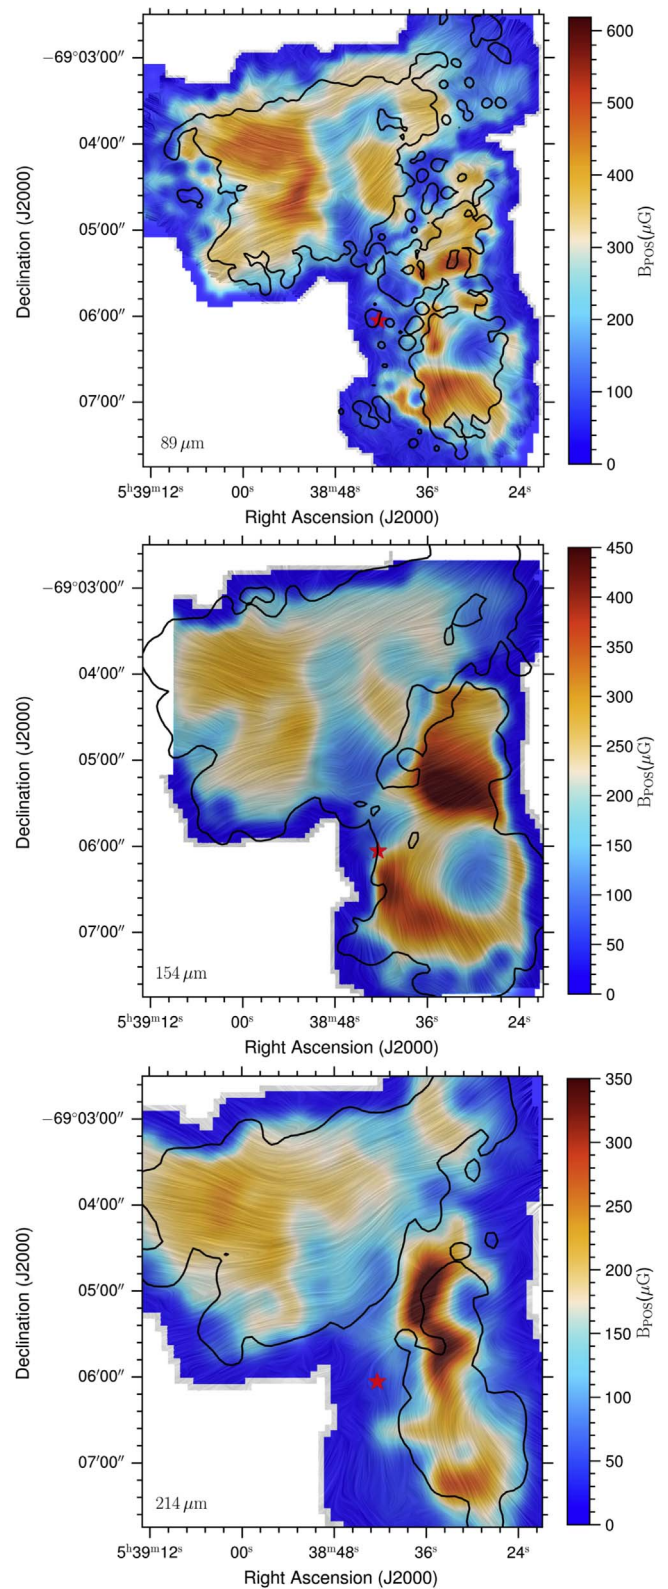 −69°03′00″
04′00″
05′00″
06′00″
07′00″
Declination (J2000)
89 μm
5ʰ39ᵐ12ˢ 00ˢ 38ᵐ48ˢ 36ˢ 24ˢ
Right Ascension (J2000)
600
500
400
300
200
100
0
B_POS(μG)
−69°03′00″
04′00″
05′00″
06′00″
07′00″
Declination (J2000)
154 μm
5ʰ39ᵐ12ˢ 00ˢ 38ᵐ48ˢ 36ˢ 24ˢ
Right Ascension (J2000)
450
400
350
300
250
200
150
100
50
0
B_POS(μG)
−69°03′00″
04′00″
05′00″
06′00″
07′00″
Declination (J2000)
214 μm
5ʰ39ᵐ12ˢ 00ˢ 38ᵐ48ˢ 36ˢ 24ˢ
Right Ascension (J2000)
350
300
250
200
150
100
50
0
B_POS(μG)